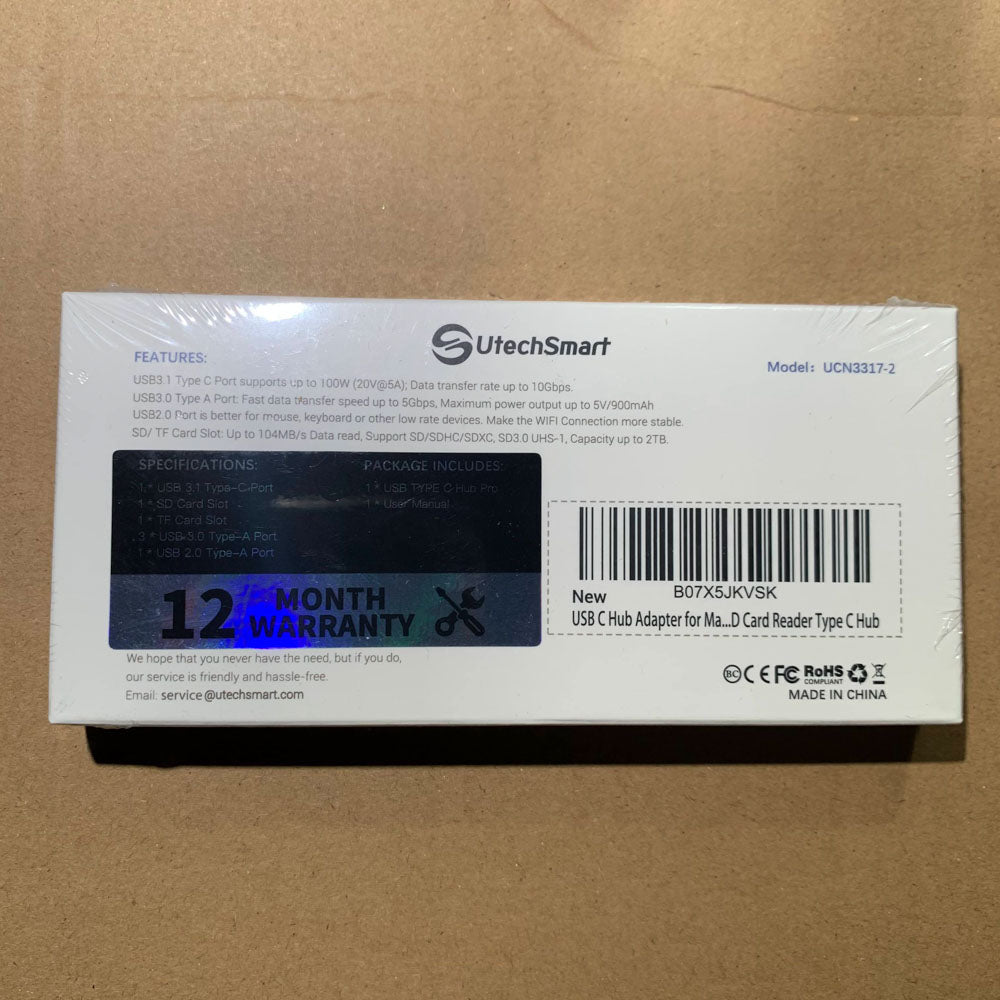 UtechSmart
FEATURES:
Model: UCN3317-2
USB3.1 Type C Port supports up to 100W (20V@5A); Data transfer rate up to 10Gbps.
USB3.0 Type A Port: Fast data transfer speed up to 5Gbps, Maximum power output up to 5V/900mAh
USB2.0 Port is better for mouse, keyboard or other low rate devices. Make the WIFI Connection more stable.
SD/ TF Card Slot: Up to 104MB/s Data read, Support SD/SDHC/SDXC, SD3.0 UHS-1, Capacity up to 2TB.
SPECIFICATIONS:
1 * USB 3.1 Type-C Port
1 * SD Card Slot
1 * TF Card Slot
3 * USB 3.0 Type-A Port
1 * USB 2.0 Type-A Port
PACKAGE INCLUDES:
1 * USB TYPE C Hub Pro
1 * User Manual
12 MONTH
WARRANTY
We hope that you never have the need, but if you do,
our service is friendly and hassle-free.
Email: service@utechsmart.com
B07X5JKVSK
New
USB C Hub Adapter for Ma...D Card Reader Type C Hub
BC CE FC RoHS
COMPLIANT
MADE IN CHINA